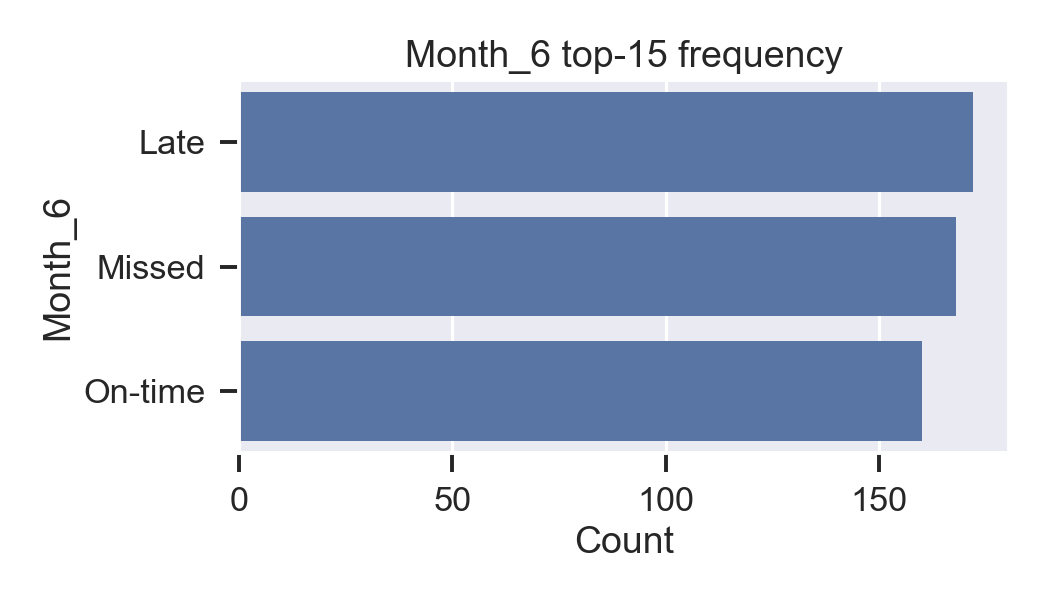 Month_6 top-15 frequency
Month_6
Late
Missed
On-time
0 50 100 150
Count